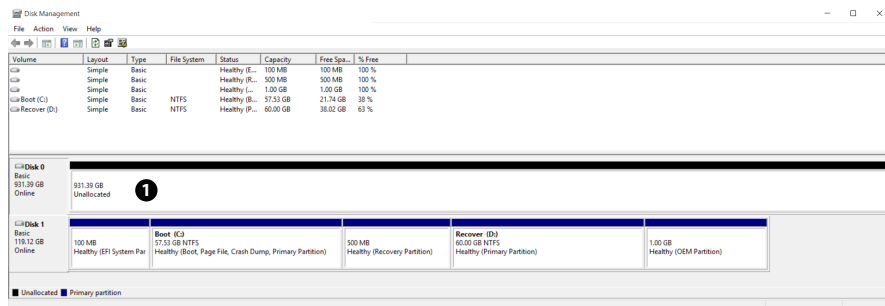 Disk Management
File Action View Help
Volume Layout Type File System Status Capacity Free Spa... % Free
Simple Basic Healthy (E... 100 MB 100 MB 100 %
Simple Basic Healthy (R... 500 MB 500 MB 100 %
Simple Basic Healthy (... 1.00 GB 1.00 GB 100 %
Boot (C:) Simple Basic NTFS Healthy (B... 57.53 GB 21.74 GB 38 %
Recover (D:) Simple Basic NTFS Healthy (P... 60.00 GB 38.02 GB 63 %
Disk 0
Basic
931.39 GB
Online
931.39 GB
Unallocated
1
Disk 1
Basic
119.12 GB
Online
100 MB
Healthy (EFI System Par
Boot (C:)
57.53 GB NTFS
Healthy (Boot, Page File, Crash Dump, Primary Partition)
500 MB
Healthy (Recovery Partition)
Recover (D:)
60.00 GB NTFS
Healthy (Primary Partition)
1.00 GB
Healthy (OEM Partition)
Unallocated Primary partition